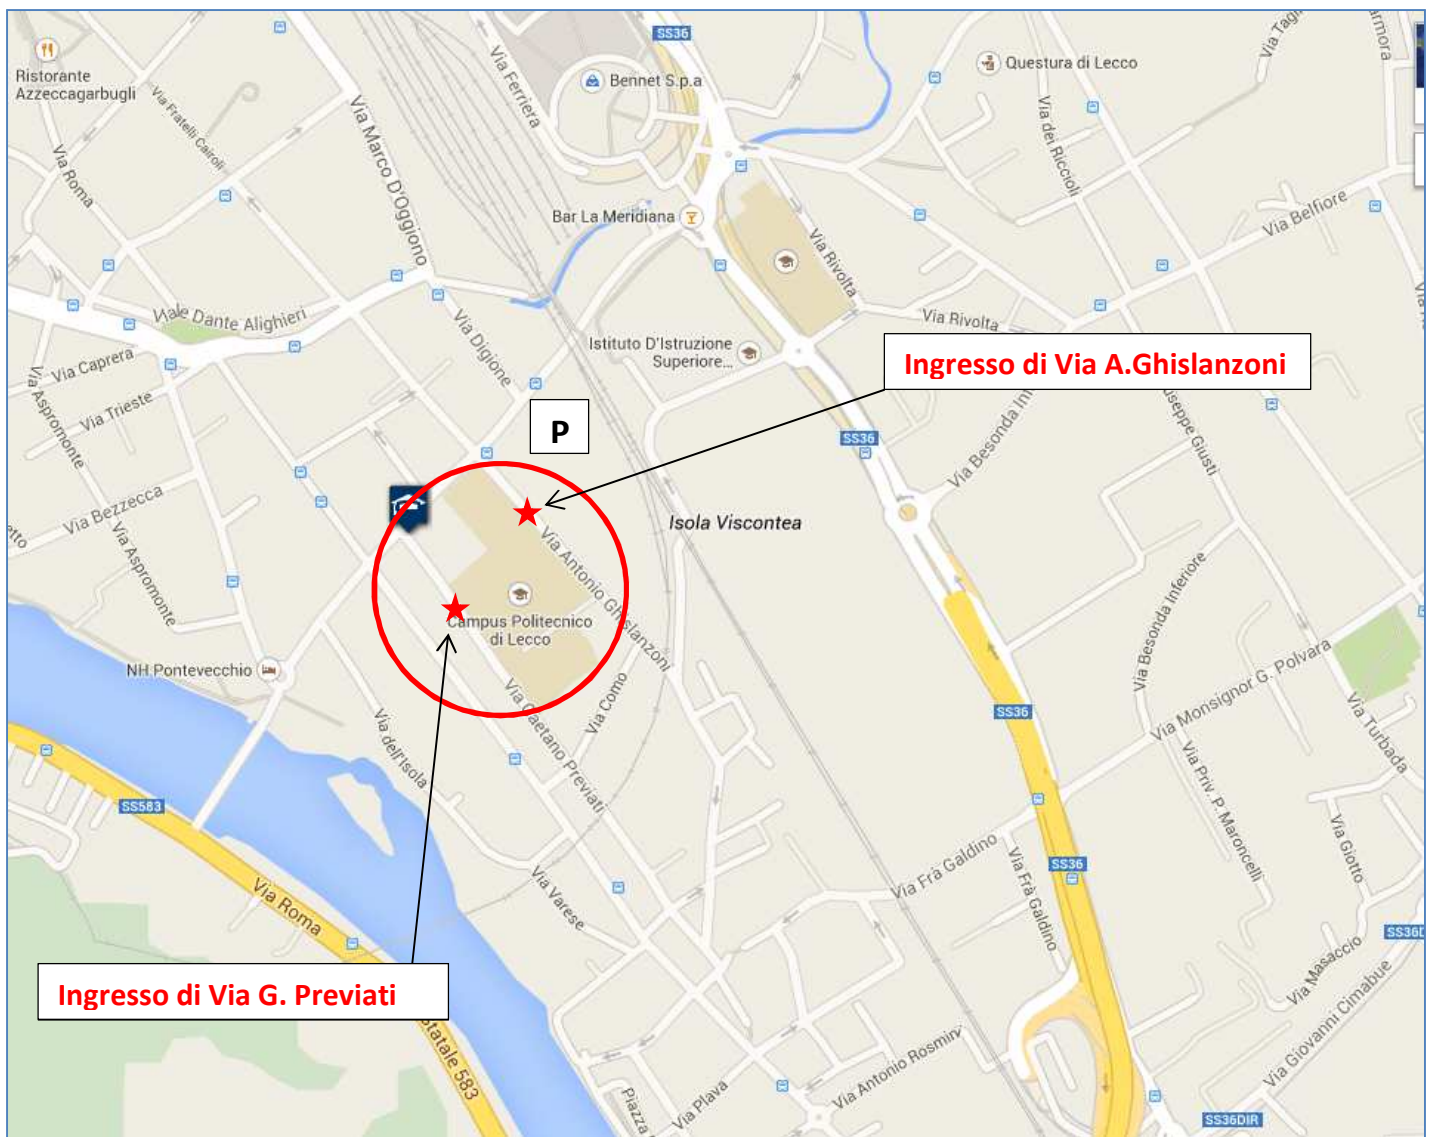 SS36
Ristorante
Azzeccagarbugli
Via Ferriera
Bennet S.p.a
Questura di Lecco
Via Fratelli Cairoli
Via Marco D'Oggiono
Via Roma
Via dei Riccioli
Bar La Meridiana
Via Rivolta
Via Belfiore
Viale Dante Alighieri
Via Digione
Via Rivolta
Istituto D'Istruzione
Superiore...
Ingresso di Via A.Ghislanzoni
Via Caprera
Via Aspromonte
Via Trieste
P
SS36
Via Besonda
Giusti
Via Bezzecca
Via Aspromonte
Isola Viscontea
Via Antonio Ghislanzoni
Campus Politecnico
di Lecco
Via Besonda Inferiore
NH Pontevecchio
Via Monsignor G. Polvara
Via Gaetano Previati
Via Como
Via dell'Isola
SS36
Via Turbada
Via Priv. P. Maroncelli
SS583
Via Giotto
Via Frà Galdino
Via Frà Galdino
SS36
Via Roma
Via Varese
Via Masaccio
Ingresso di Via G. Previati
Via Giovanni Cimabue
Statale 583
Via Antonio Rosmini
Via Plava
Piazza
SS36DIR